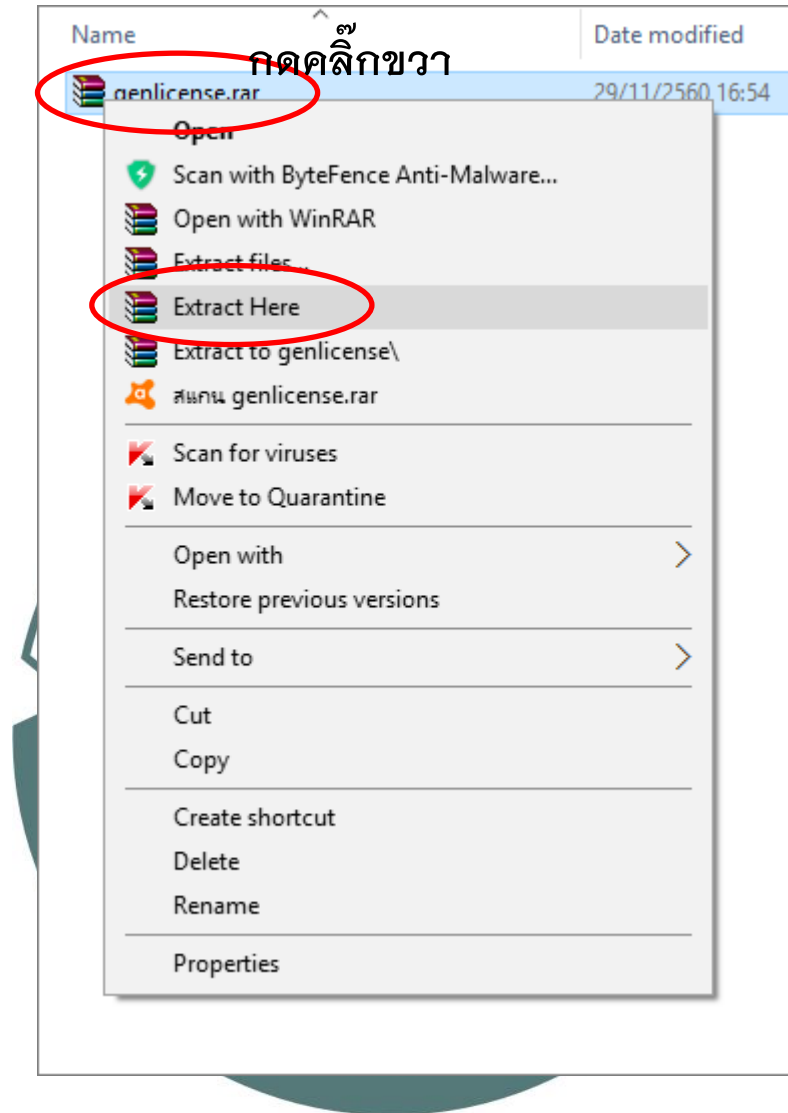 Name
Date modified
กดคลิ๊กขวา
genlicense.rar
29/11/2560 16:54
Open
Scan with ByteFence Anti-Malware...
Open with WinRAR
Extract files...
Extract Here
Extract to genlicense\
สแกน genlicense.rar
Scan for viruses
Move to Quarantine
Open with
Restore previous versions
Send to
Cut
Copy
Create shortcut
Delete
Rename
Properties